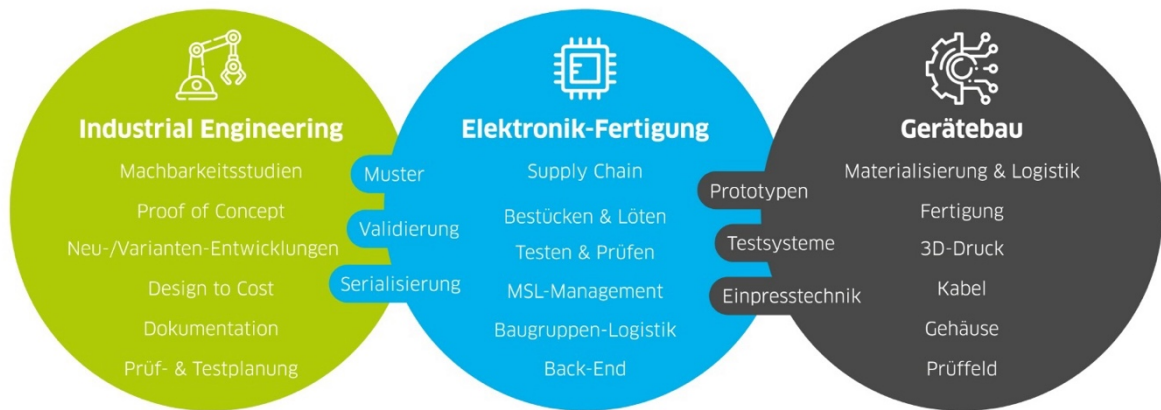 Industrial Engineering
Machbarkeitsstudien
Proof of Concept
Neu-/Varianten-Entwicklungen
Design to Cost
Dokumentation
Prüf- & Testplanung
Muster
Validierung
Serialisierung
Elektronik-Fertigung
Supply Chain
Bestücken & Löten
Testen & Prüfen
MSL-Management
Baugruppen-Logistik
Back-End
Prototypen
Testsysteme
Einpresstechnik
Gerätebau
Materialisierung & Logistik
Fertigung
3D-Druck
Kabel
Gehäuse
Prüffeld